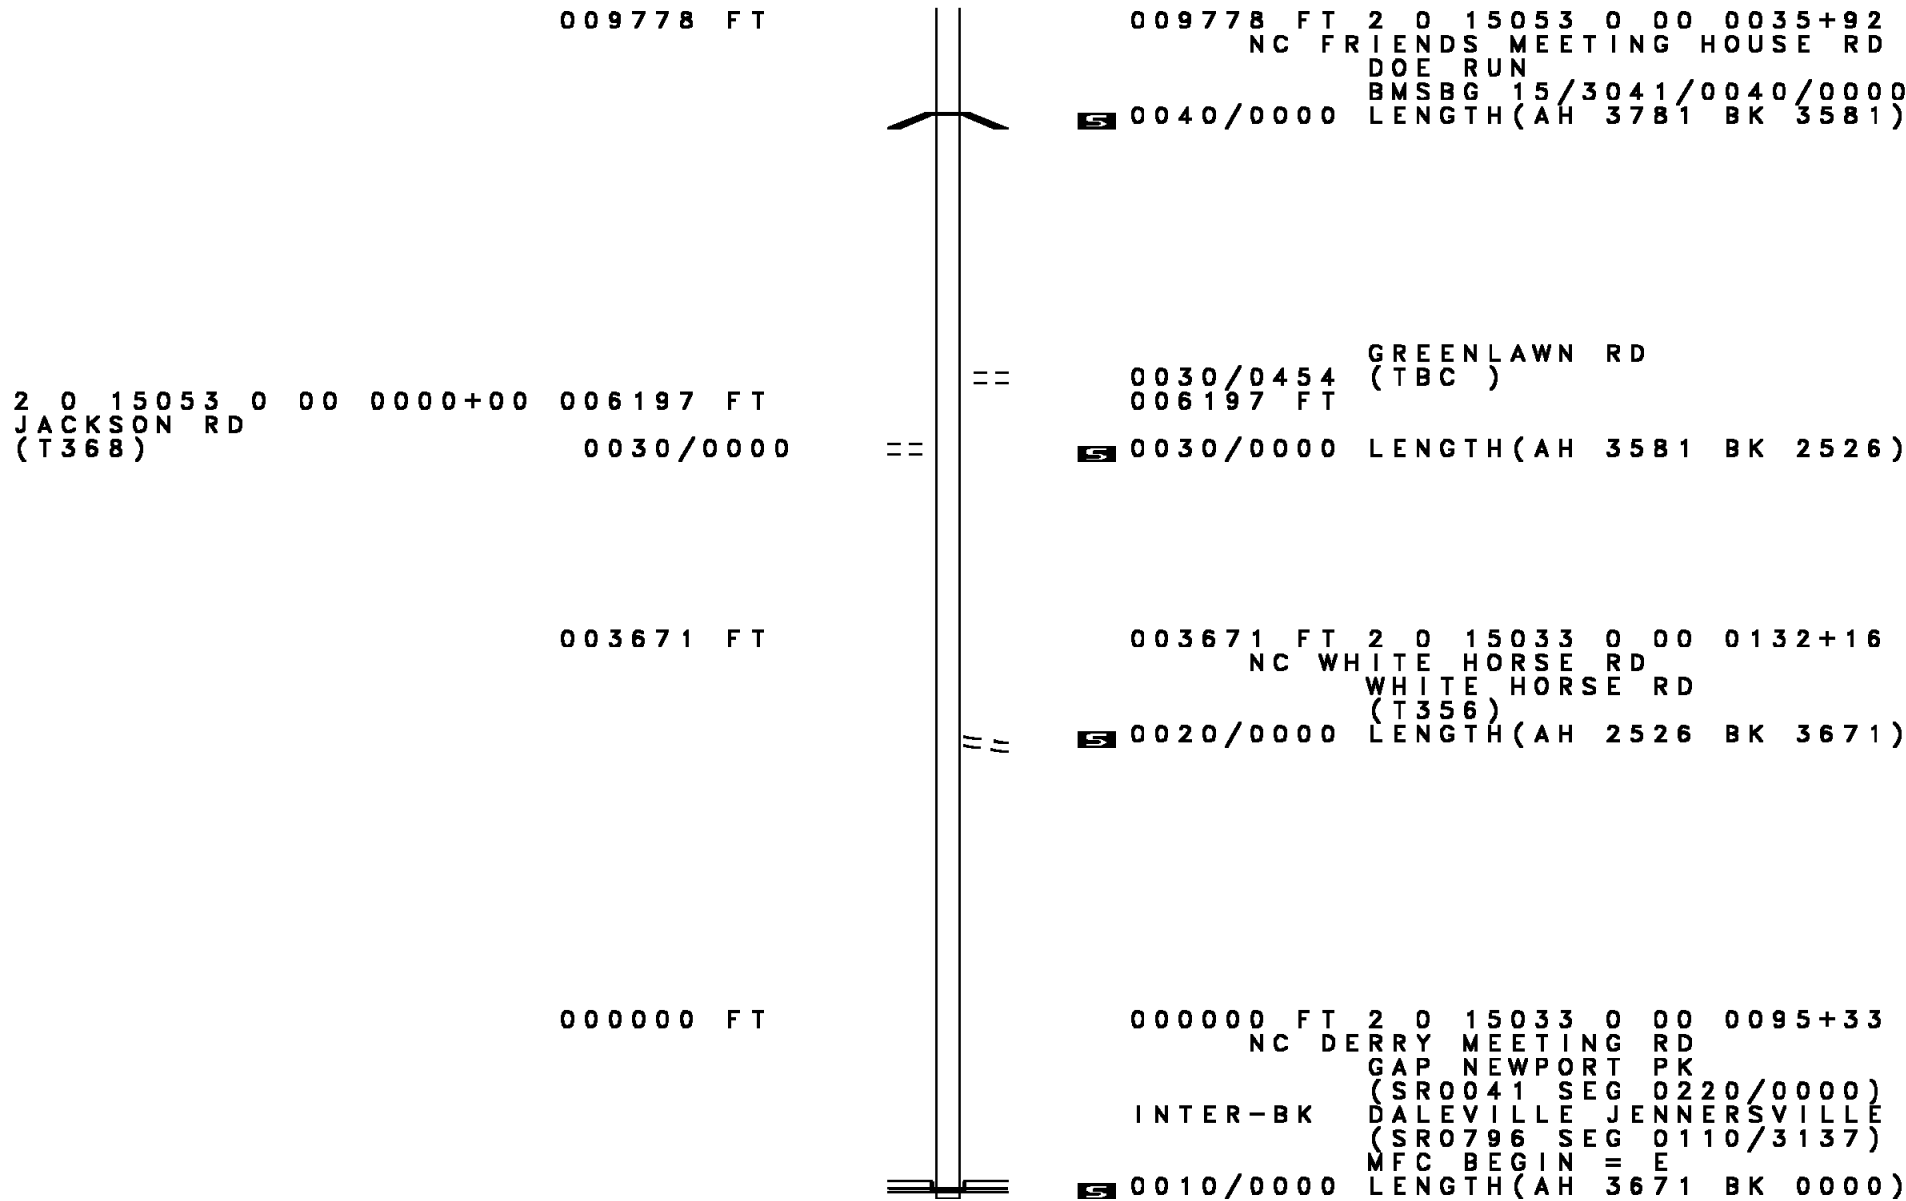 009778 FT 009778 FT 2 0 15053 0 00 0035+92
NC FRIENDS MEETING HOUSE RD
DOE RUN
BMSBG 15/3041/0040/0000
S 0040/0000 LENGTH(AH 3781 BK 3581)
GREENLAWN RD
0030/0454 (TBC )
2 0 15053 0 00 0000+00 006197 FT 006197 FT
JACKSON RD
(T368) 0030/0000 S 0030/0000 LENGTH(AH 3581 BK 2526)
003671 FT 003671 FT 2 0 15033 0 00 0132+16
NC WHITE HORSE RD
WHITE HORSE RD
(T356)
S 0020/0000 LENGTH(AH 2526 BK 3671)
000000 FT 000000 FT 2 0 15033 0 00 0095+33
NC DERRY MEETING RD
GAP NEWPORT PK
(SR0041 SEG 0220/0000)
INTER-BK DALEVILLE JENNERSVILLE
(SR0796 SEG 0110/3137)
MFC BEGIN = E
S 0010/0000 LENGTH(AH 3671 BK 0000)